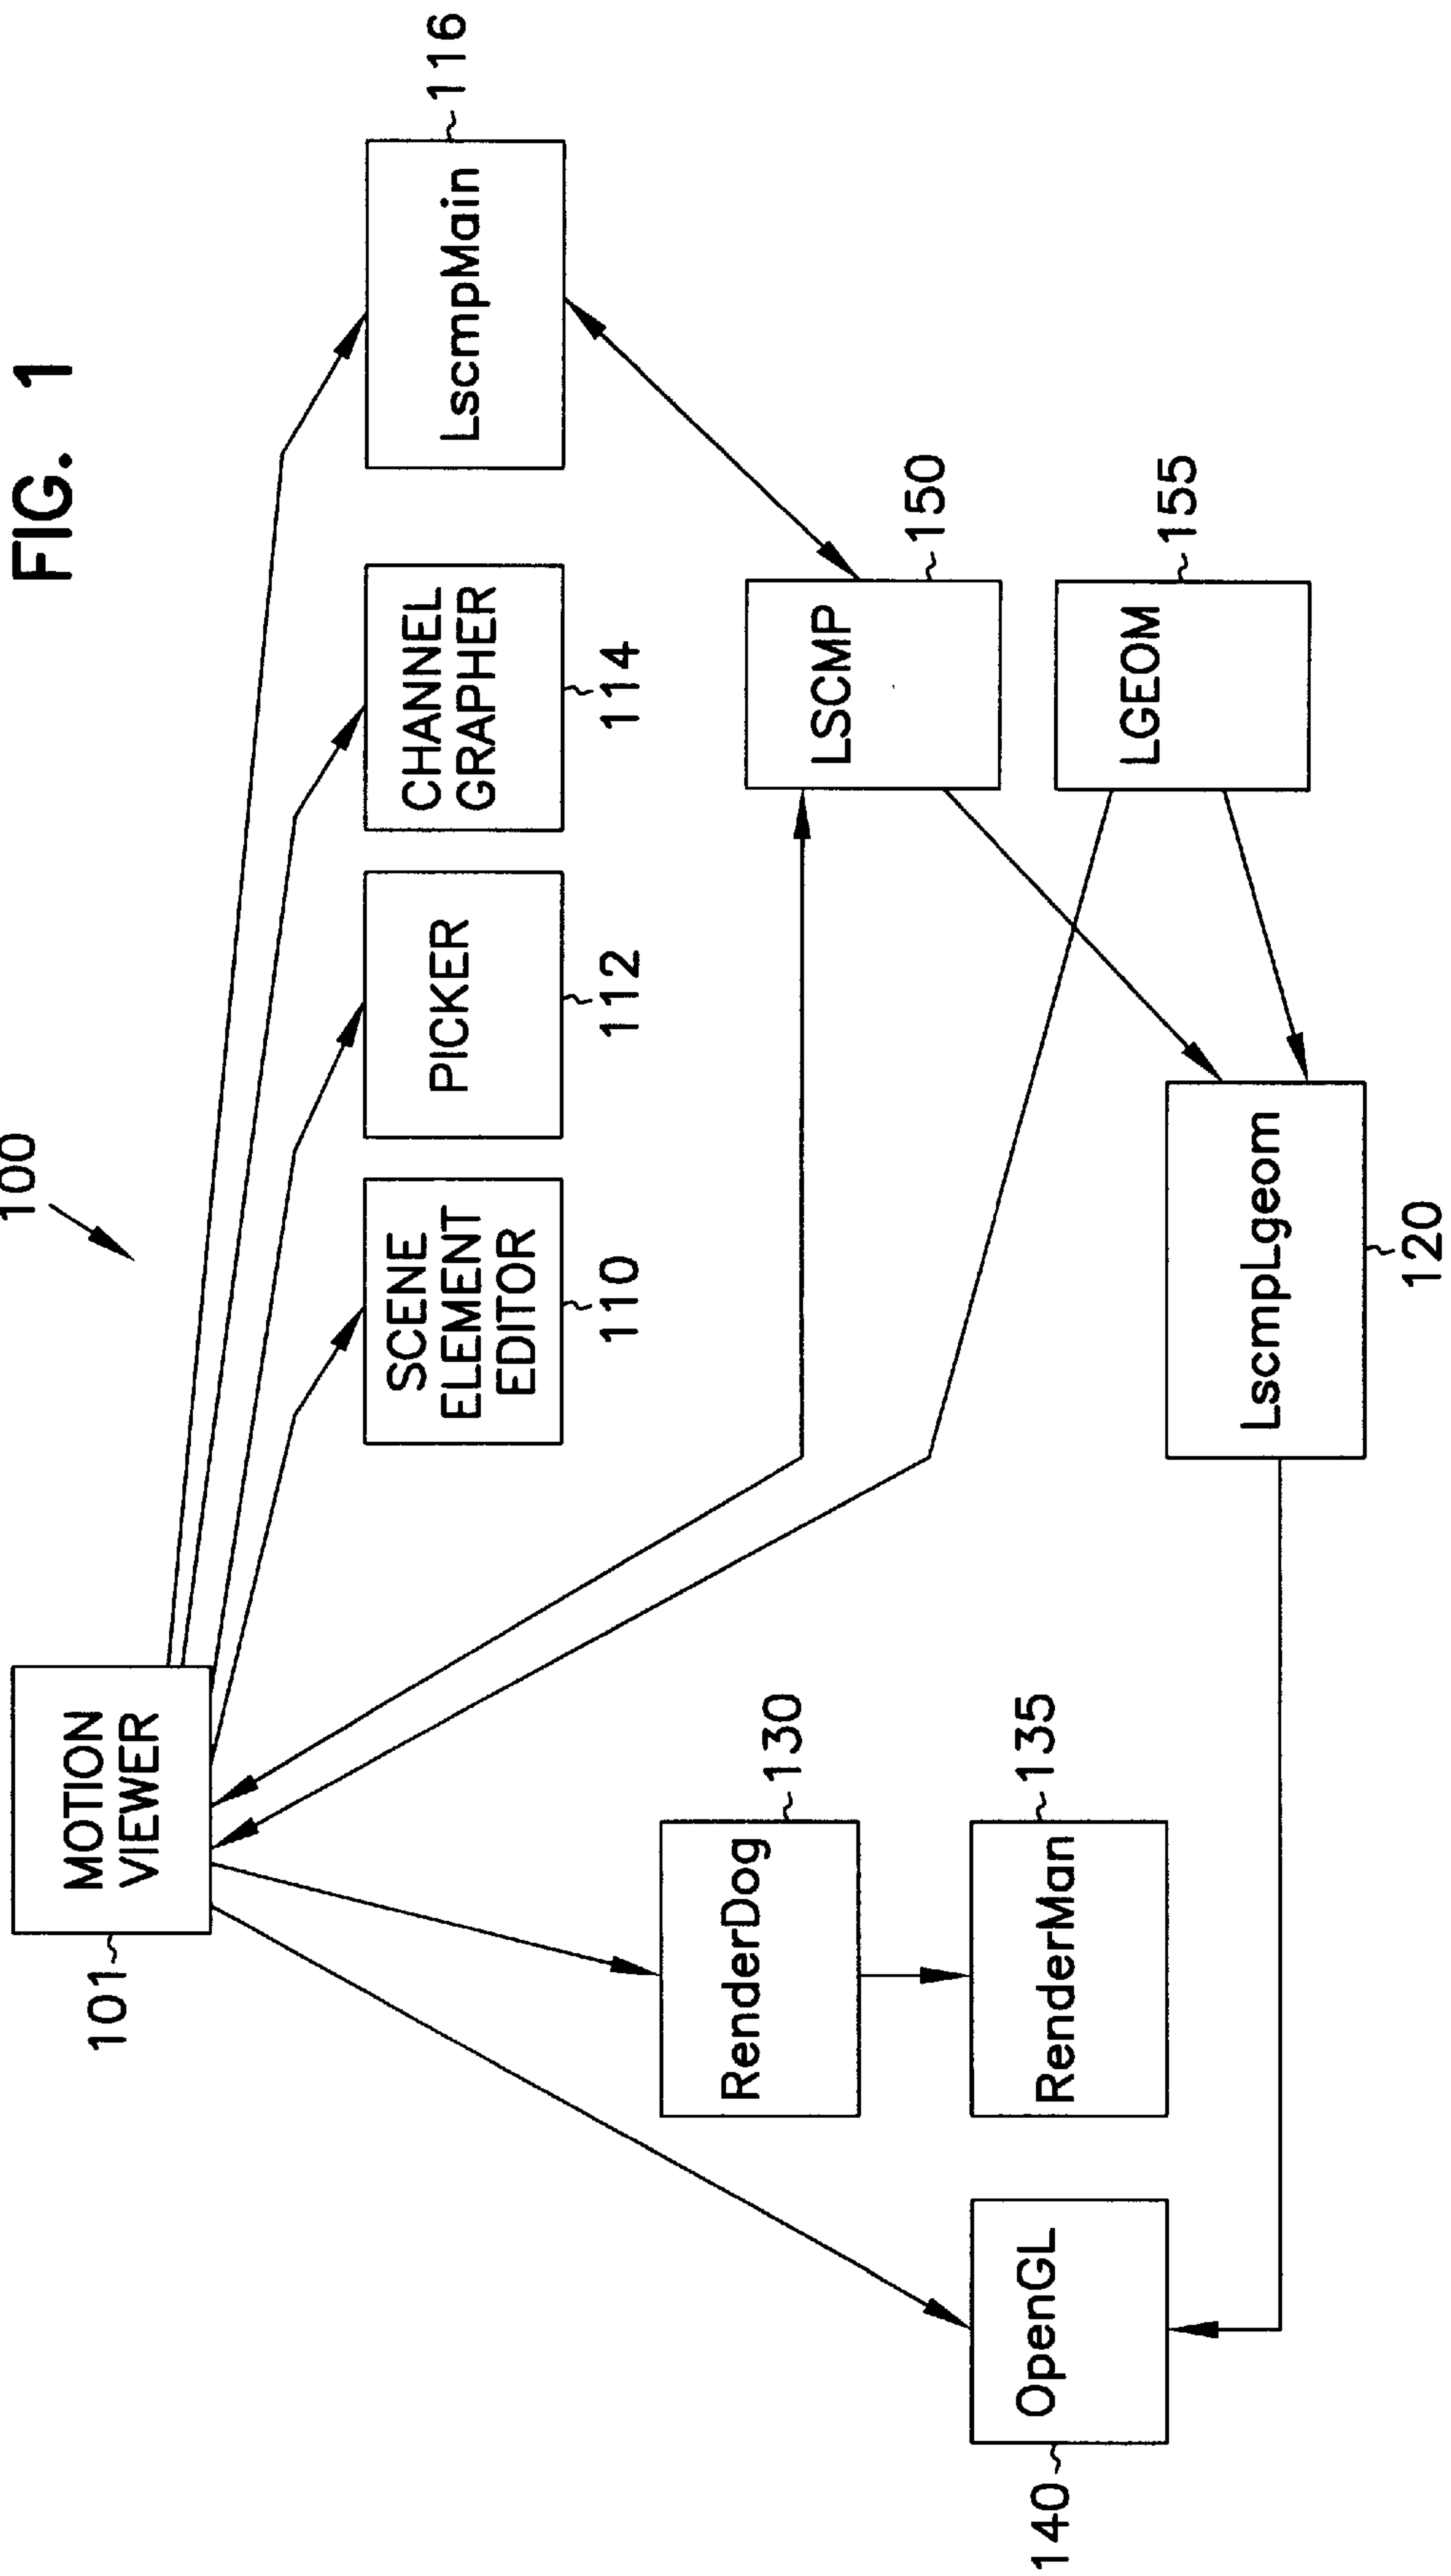 FIG. 1
100
MOTION
VIEWER
101
SCENE
ELEMENT
EDITOR
110
PICKER
112
CHANNEL
GRAPHER
114
LscmpMain
116
RenderDog
130
LSCMP
150
OpenGL
140
RenderMan
135
LGEOM
155
LscmpLgeom
120